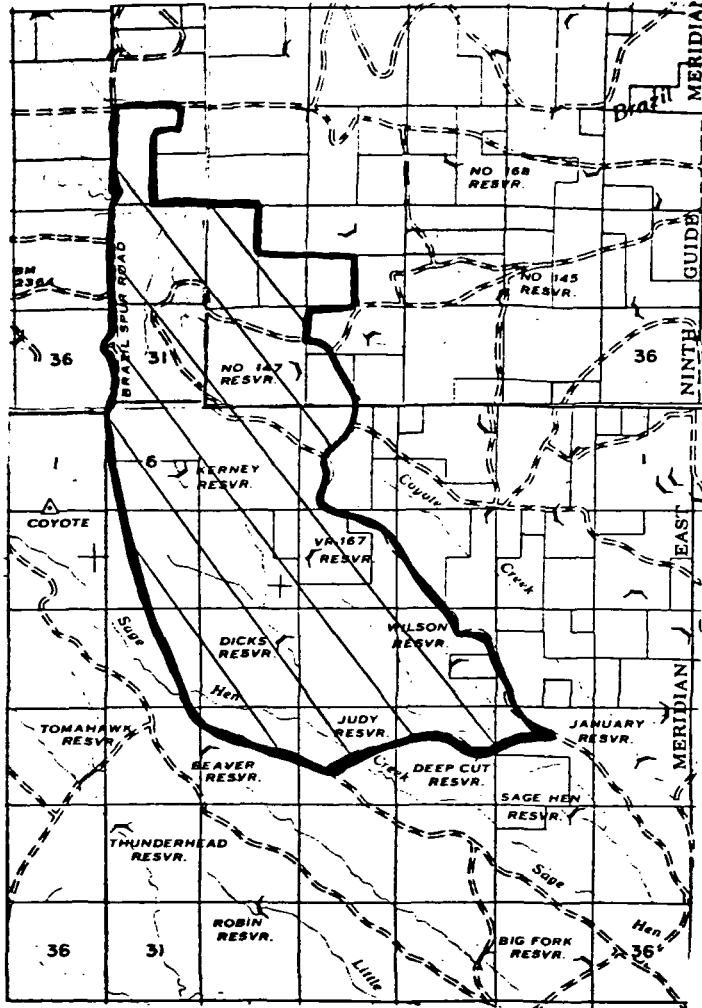 MERIDIAN
Brazil
NO 168
RESVR.
GUIDE
BM
BRAZIL SPUR ROAD
NO 145
RESVR.
36
31
NO 147
RESVR.
36
NINTH
1
6
KERNEY
RESVR.
1
Coyote
COYOTE
Creek
EAST
VR-167
RESVR.
Sage
DICKS
RESVR.
WILSON
RESVR.
Hen
MERIDIAN
TOMAHAWK
RESVR.
JUDY
RESVR.
JANUARY
RESVR.
BEAVER
RESVR.
Creek
DEEP CUT
RESVR.
SAGE HEN
RESVR.
THUNDERHEAD
RESVR.
Sage
ROBIN
RESVR.
Hen
36
31
BIG FORK
RESVR.
36
Little